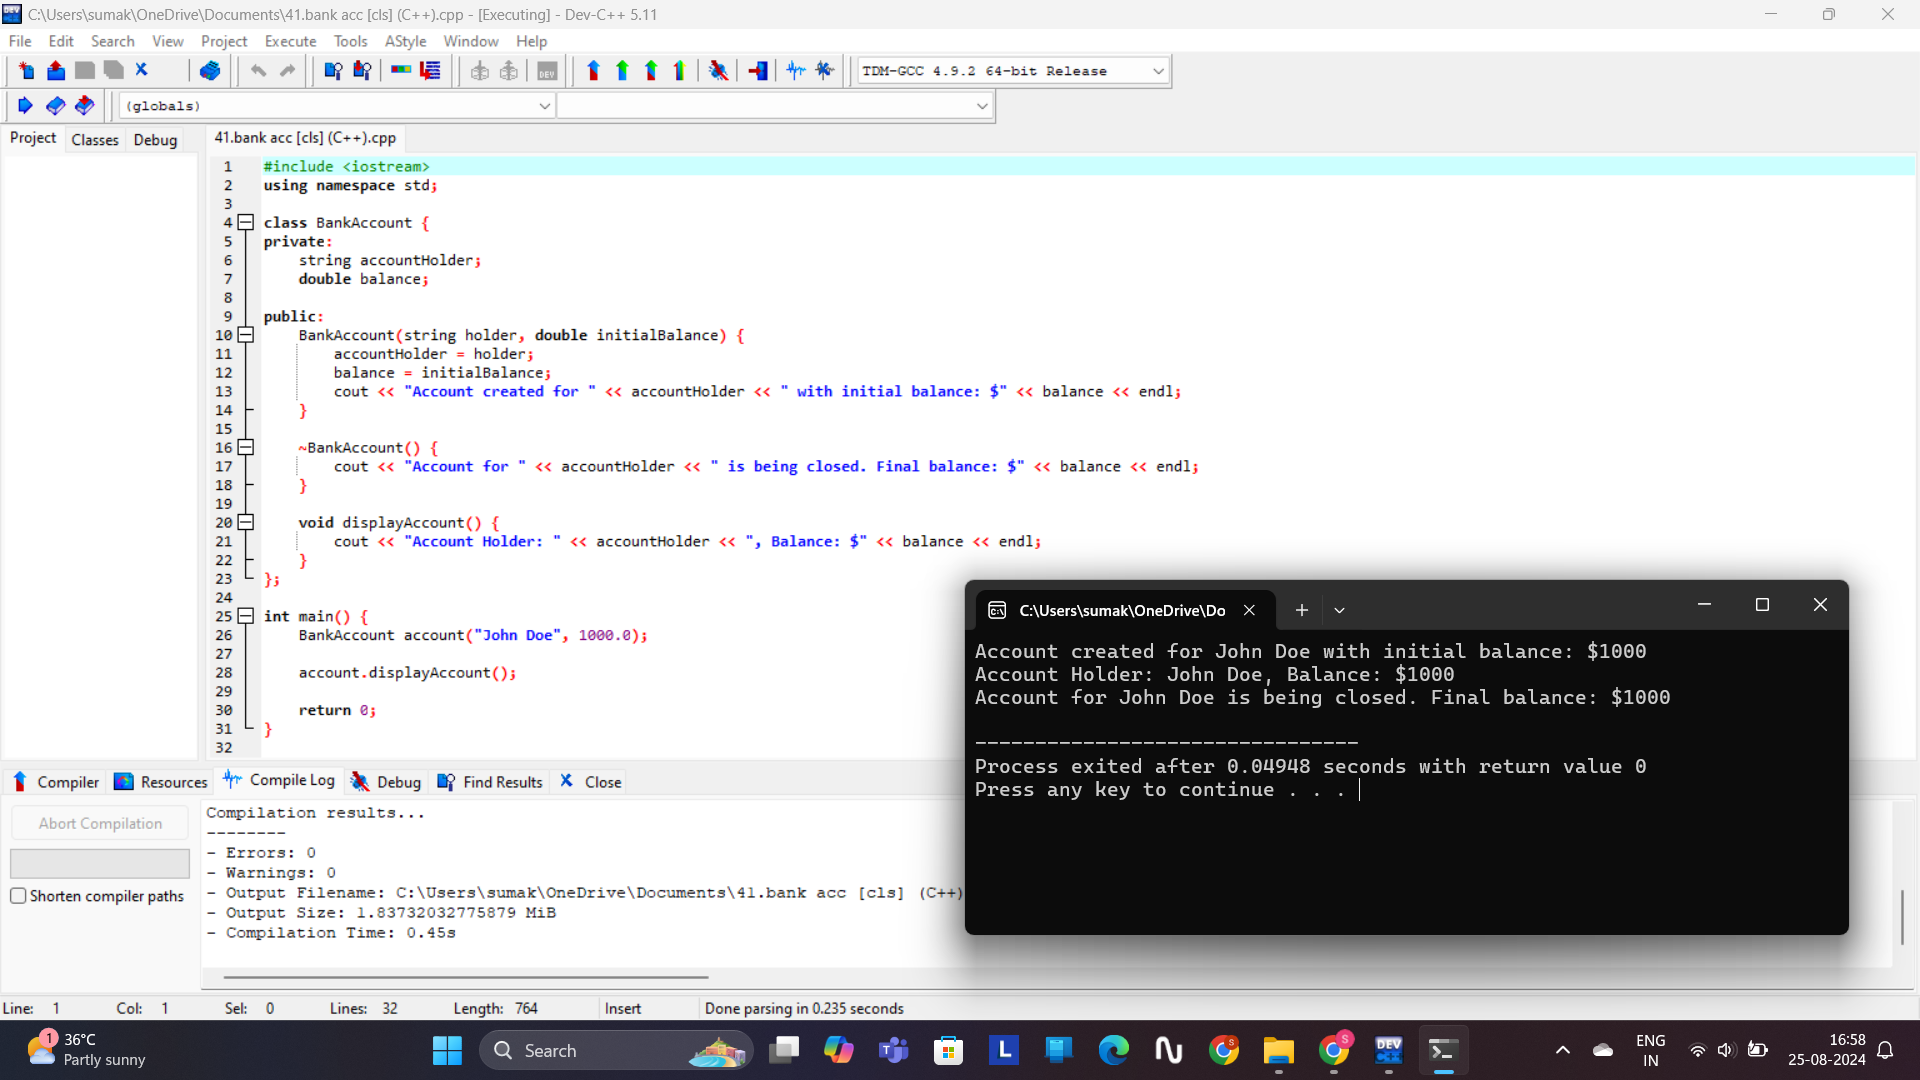 C:\Users\sumak\OneDrive\Documents\41.bank acc [cls] (C++).cpp - [Executing] - Dev-C++ 5.11
File Edit Search View Project Execute Tools AStyle Window Help
TDM-GCC 4.9.2 64-bit Release
(globals)
Project Classes Debug 41.bank acc [cls] (C++).cpp
1 #include <iostream>
2 using namespace std;
3
4 class BankAccount {
5 private:
6     string accountHolder;
7     double balance;
8
9 public:
10     BankAccount(string holder, double initialBalance) {
11         accountHolder = holder;
12         balance = initialBalance;
13         cout << "Account created for " << accountHolder << " with initial balance: $" << balance << endl;
14     }
15
16     ~BankAccount() {
17         cout << "Account for " << accountHolder << " is being closed. Final balance: $" << balance << endl;
18     }
19
20     void displayAccount() {
21         cout << "Account Holder: " << accountHolder << ", Balance: $" << balance << endl;
22     }
23 };
24
25 int main() {
26     BankAccount account("John Doe", 1000.0);
27
28     account.displayAccount();
29
30     return 0;
31 }
32
C:\Users\sumak\OneDrive\Do
Account created for John Doe with initial balance: $1000
Account Holder: John Doe, Balance: $1000
Account for John Doe is being closed. Final balance: $1000
--------------------------------
Process exited after 0.04948 seconds with return value 0
Press any key to continue . . .
Compiler Resources Compile Log Debug Find Results Close
Abort Compilation
Shorten compiler paths
Compilation results...
--------
- Errors: 0
- Warnings: 0
- Output Filename: C:\Users\sumak\OneDrive\Documents\41.bank acc [cls] (C++)
- Output Size: 1.83732032775879 MiB
- Compilation Time: 0.45s
Line: 1 Col: 1 Sel: 0 Lines: 32 Length: 764 Insert Done parsing in 0.235 seconds
1
36°C
Partly sunny
Search
L
DEV
C++
ENG
IN
16:58
25-08-2024